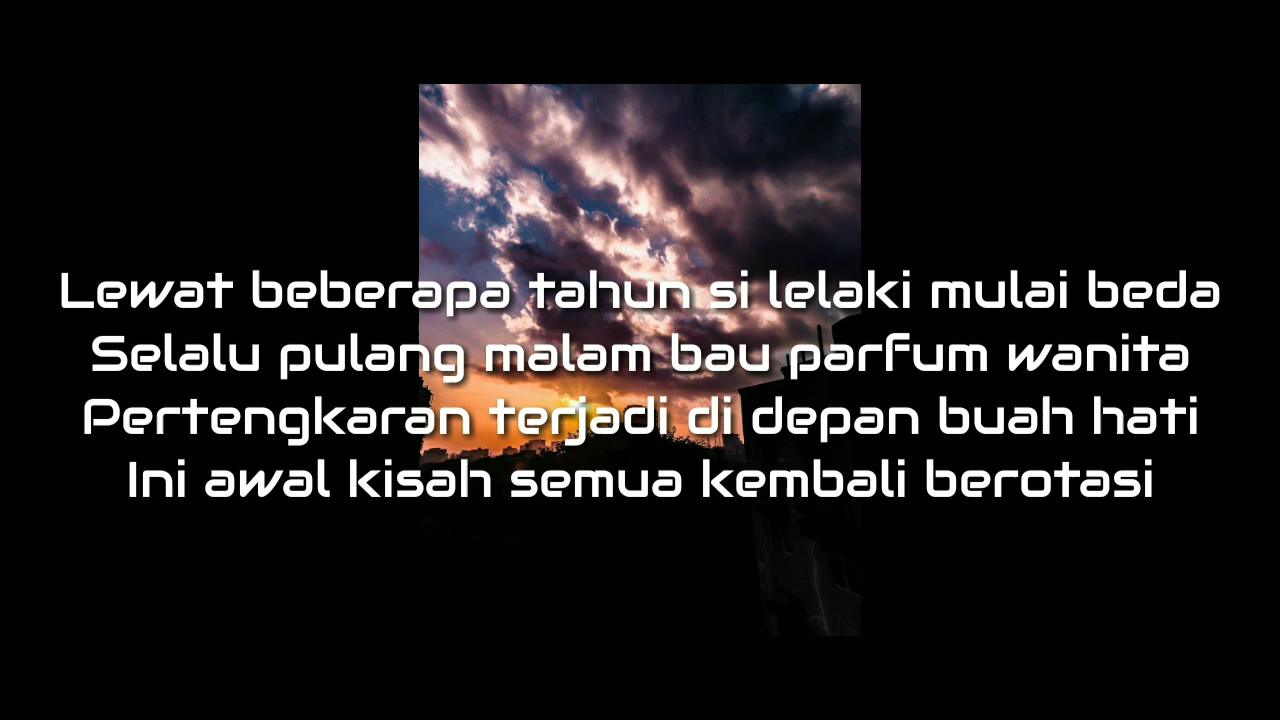 Lewat beberapa tahun si lelaki mulai beda
Selalu pulang malam bau parfum wanita
Pertengkaran terjadi di depan buah hati
Ini awal kisah semua kembali berotasi